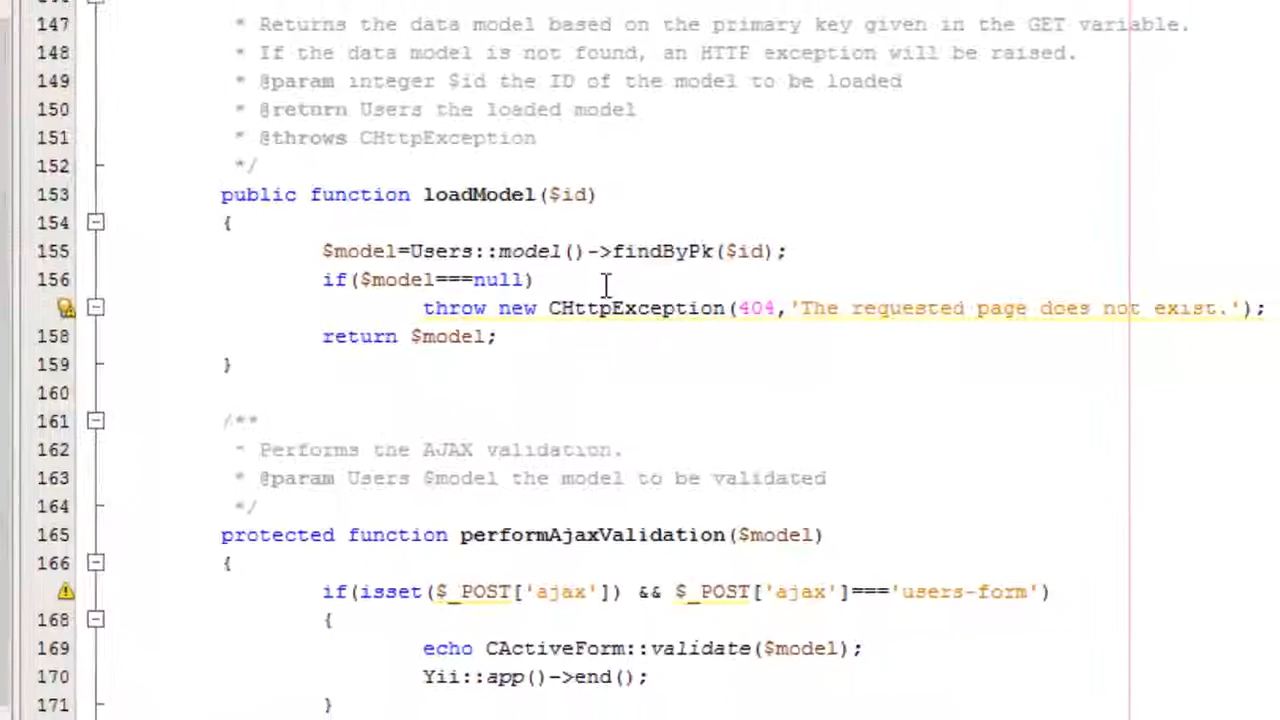 147 * Returns the data model based on the primary key given in the GET variable.
148 * If the data model is not found, an HTTP exception will be raised.
149 * @param integer $id the ID of the model to be loaded
150 * @return Users the loaded model
151 * @throws CHttpException
152 */
153 public function loadModel($id)
154 {
155 $model=Users::model()->findByPk($id);
156 if($model===null)
throw new CHttpException(404,'The requested page does not exist.');
158 return $model;
159 }
160
161 /**
162 * Performs the AJAX validation.
163 * @param Users $model the model to be validated
164 */
165 protected function performAjaxValidation($model)
166 {
if(isset($_POST['ajax']) && $_POST['ajax']==='users-form')
168 {
169 echo CActiveForm::validate($model);
170 Yii::app()->end();
171 }